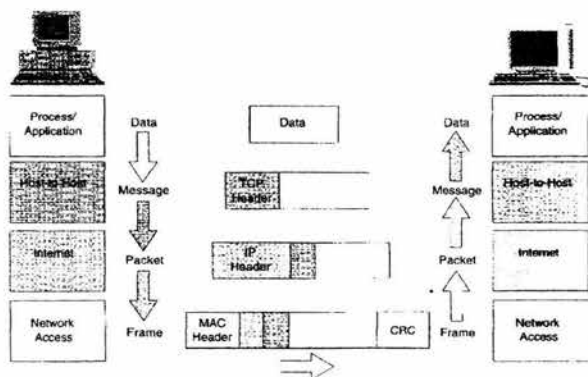 Process/
Application
Data
Data
Data
Process/
Application
Host-to-Host
Message
TCP
Header
Message
Host-to-Host
Internet
Packet
IP
Header
Packet
Internet
Network
Access
Frame
MAC
Header
CRC
Frame
Network
Access